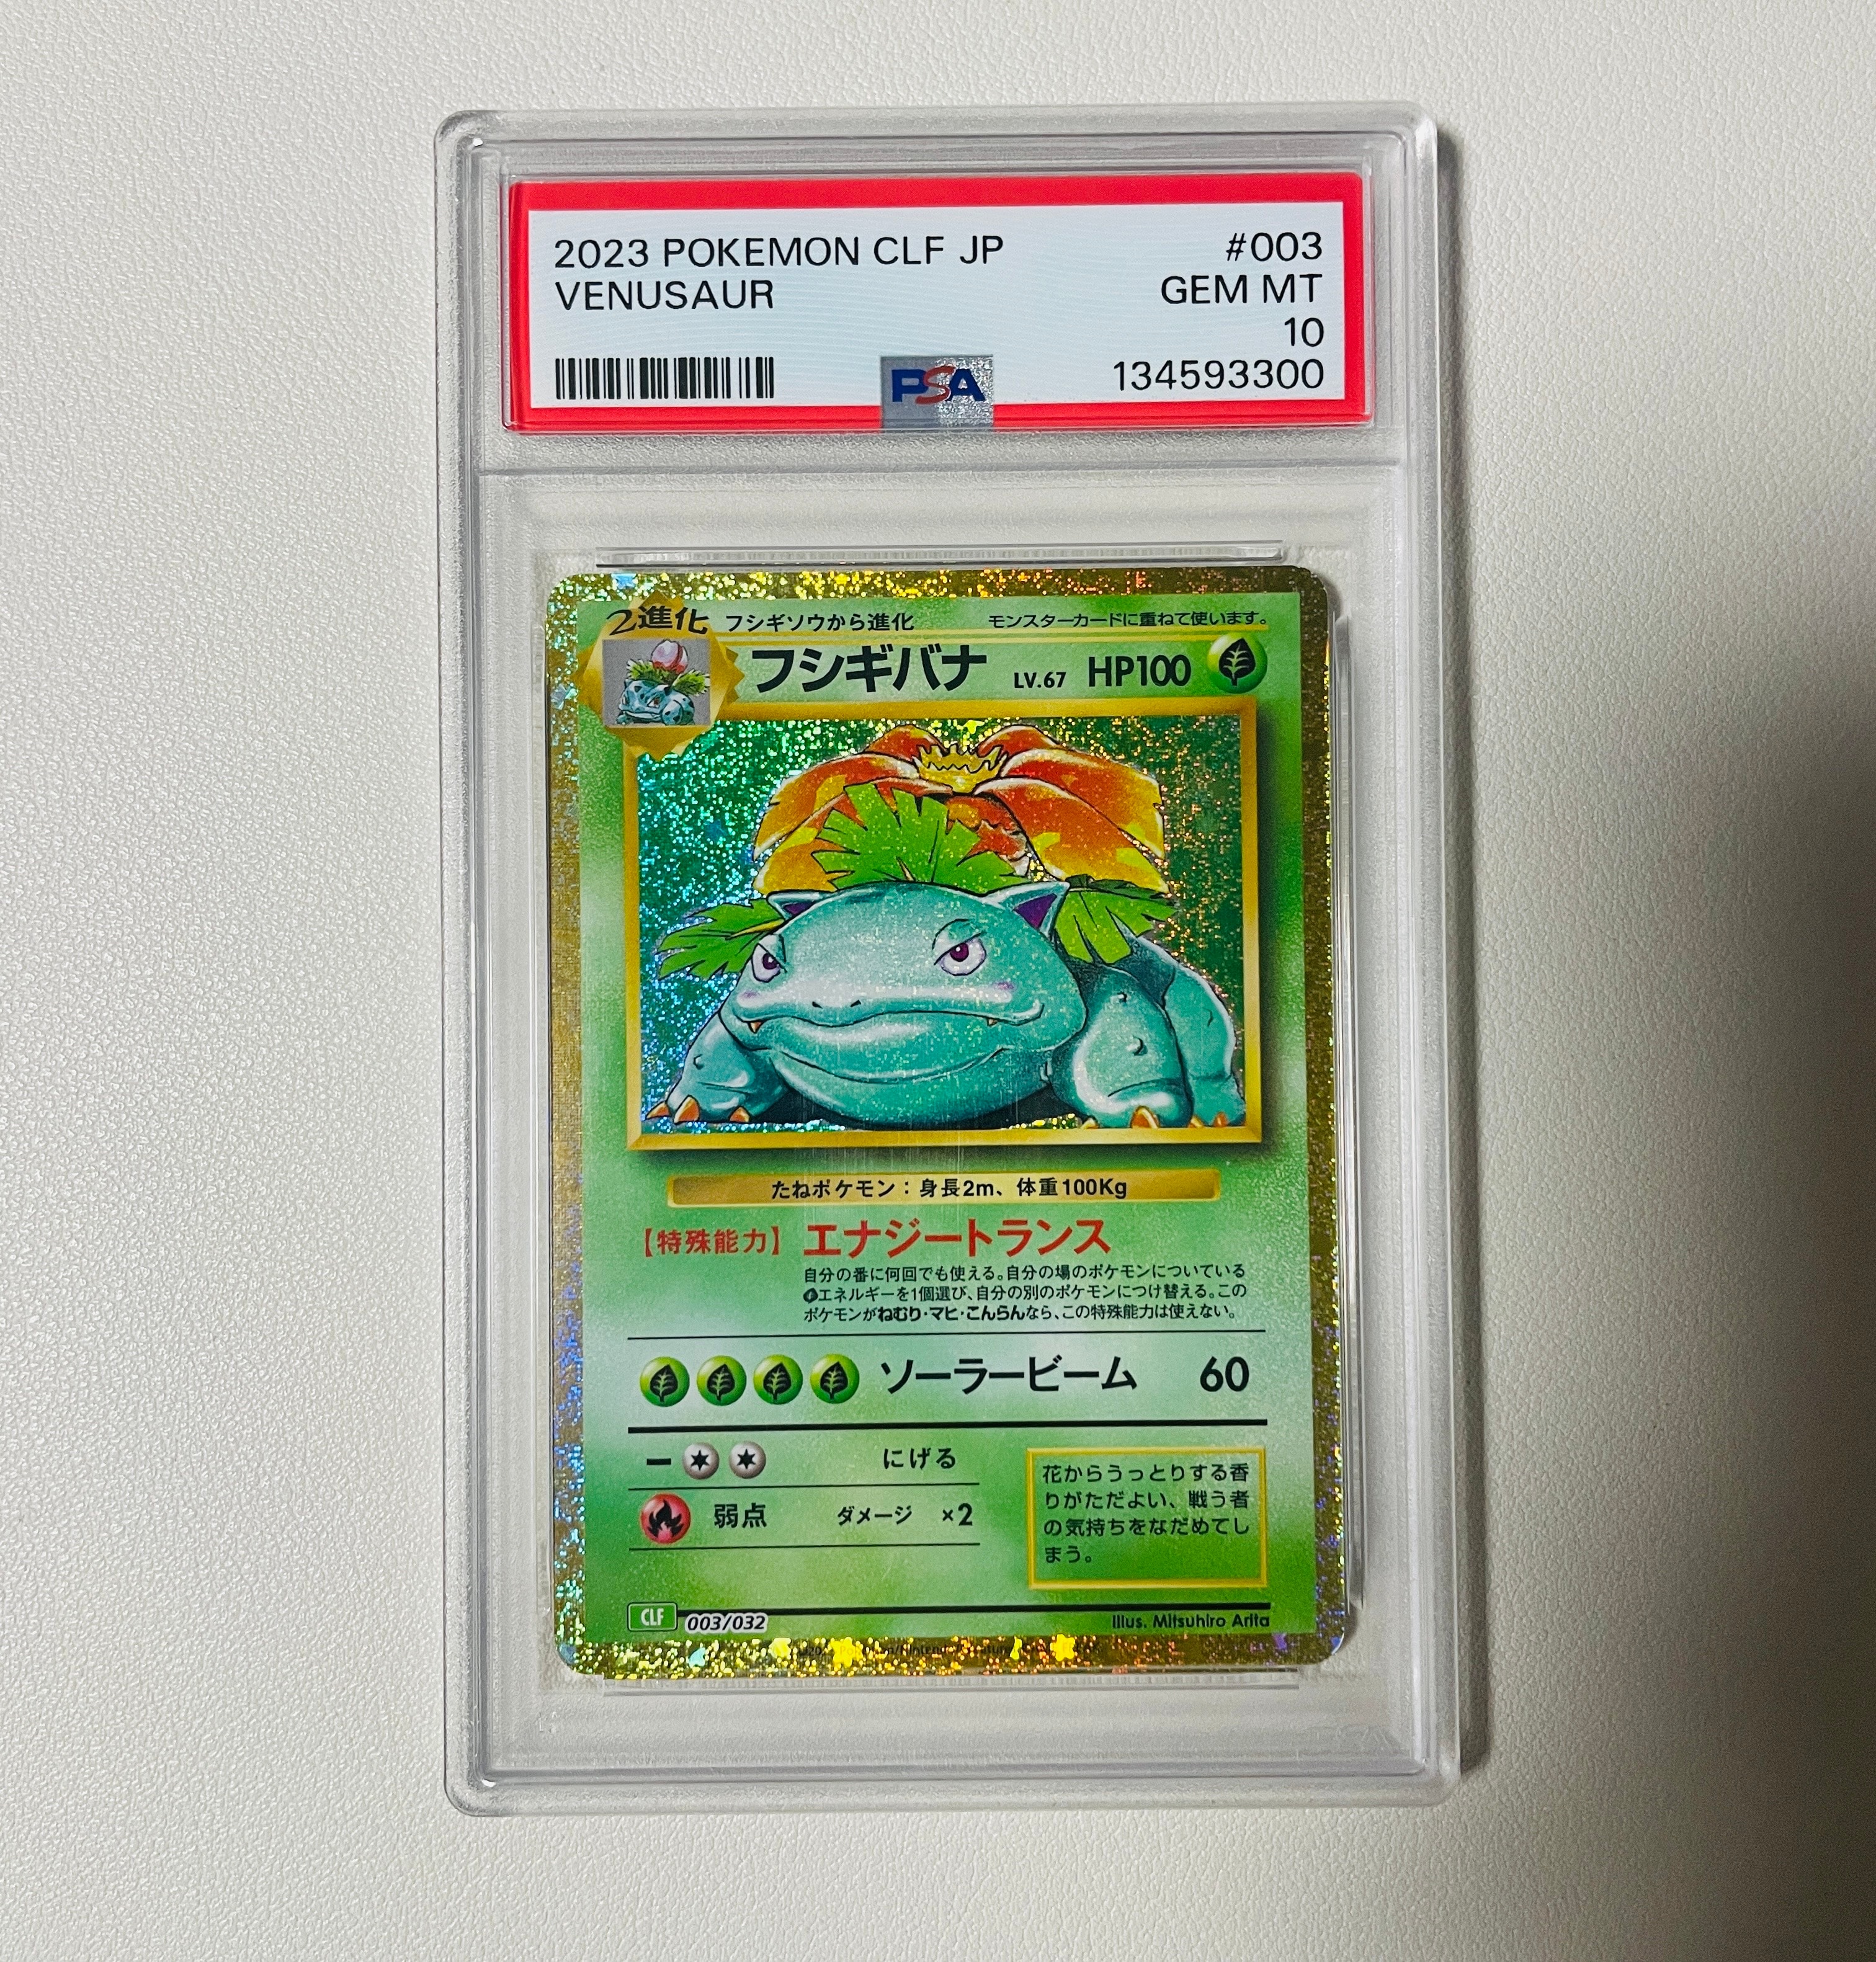 2023 POKEMON CLF JP #003
VENUSAUR GEM MT
10
PSA 134593300
2進化 フシギソウから進化 モンスターカードに重ねて使います。
フシギバナ LV.67 HP100
たねポケモン：身長2m、体重100Kg
【特殊能力】 エナジートランス
自分の番に何回でも使える。自分の場のポケモンについている
エネルギーを1個選び、自分の別のポケモンにつけ替える。この
ポケモンがねむり・マヒ・こんらんなら、この特殊能力は使えない。
ソーラービーム 60
ー にげる
弱点 ダメージ ×2
花からうっとりする香
りがただよい、戦う者
の気持ちをなだめてし
まう。
CLF 003/032 Illus. Mitsuhiro Arita